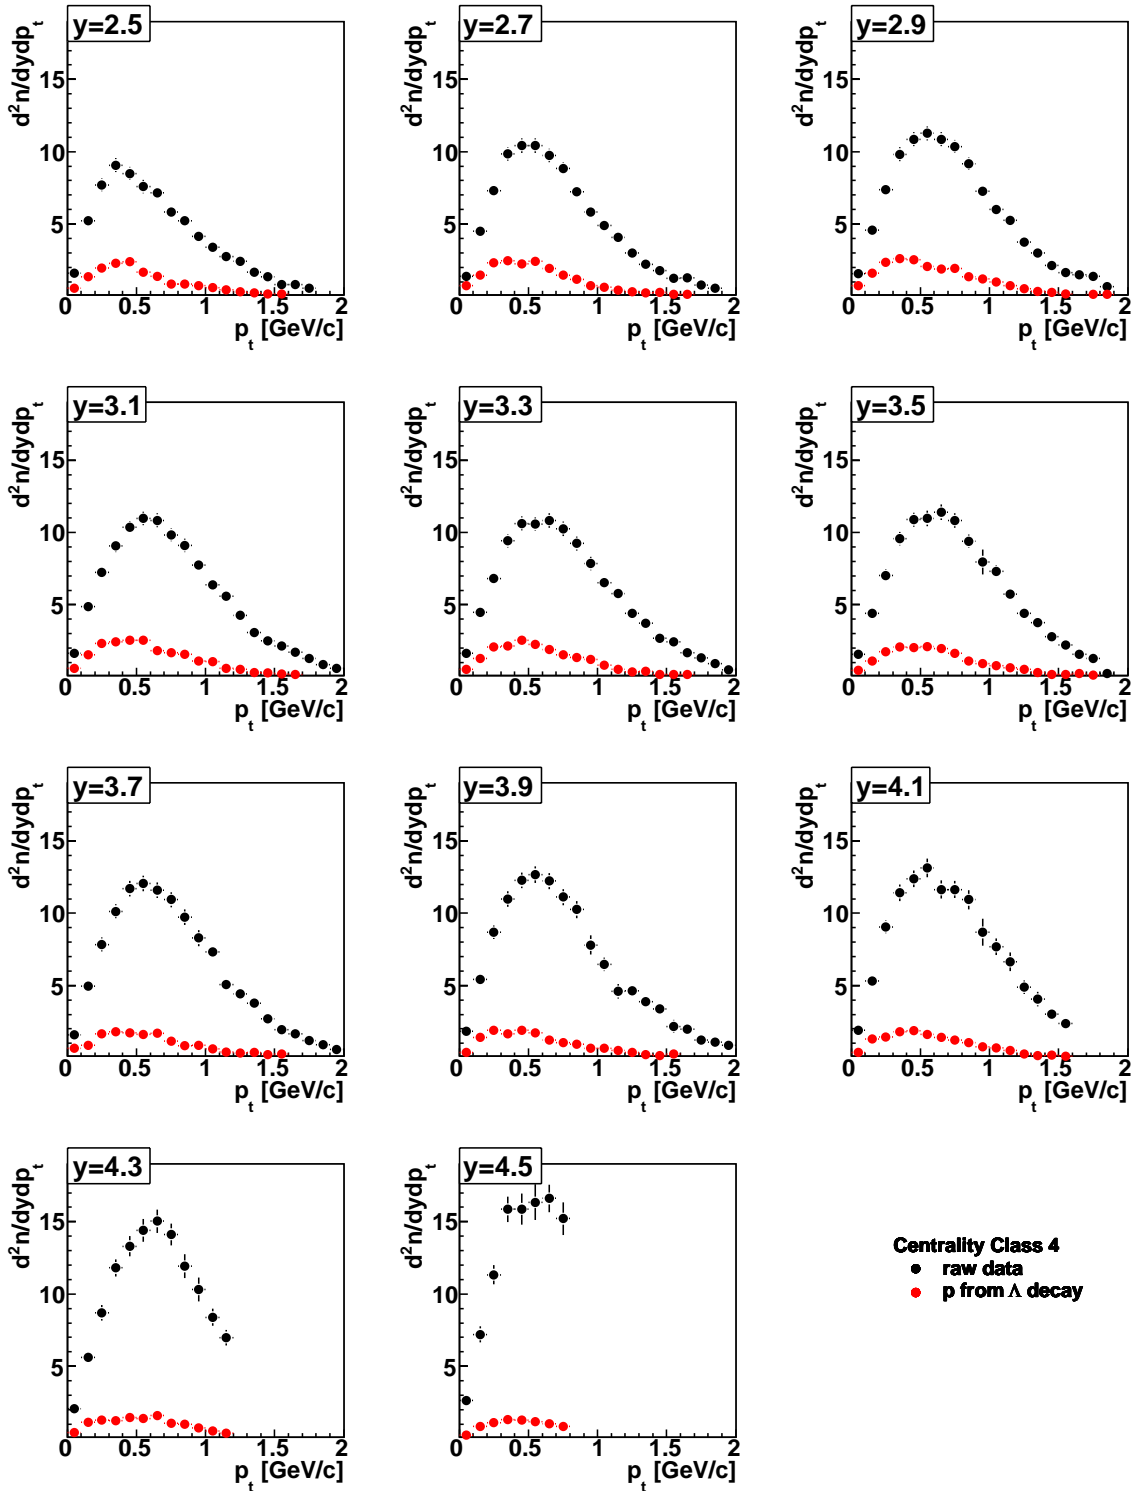 y=2.5
d²n/dydpₜ
15
10
5
0 0.5 1 1.5 2
pₜ [GeV/c]
y=2.7
d²n/dydpₜ
15
10
5
0 0.5 1 1.5 2
pₜ [GeV/c]
y=2.9
d²n/dydpₜ
15
10
5
0 0.5 1 1.5 2
pₜ [GeV/c]
y=3.1
d²n/dydpₜ
15
10
5
0 0.5 1 1.5 2
pₜ [GeV/c]
y=3.3
d²n/dydpₜ
15
10
5
0 0.5 1 1.5 2
pₜ [GeV/c]
y=3.5
d²n/dydpₜ
15
10
5
0 0.5 1 1.5 2
pₜ [GeV/c]
y=3.7
d²n/dydpₜ
15
10
5
0 0.5 1 1.5 2
pₜ [GeV/c]
y=3.9
d²n/dydpₜ
15
10
5
0 0.5 1 1.5 2
pₜ [GeV/c]
y=4.1
d²n/dydpₜ
15
10
5
0 0.5 1 1.5 2
pₜ [GeV/c]
y=4.3
d²n/dydpₜ
15
10
5
0 0.5 1 1.5 2
pₜ [GeV/c]
y=4.5
d²n/dydpₜ
15
10
5
0 0.5 1 1.5 2
pₜ [GeV/c]
Centrality Class 4
raw data
p from Λ decay